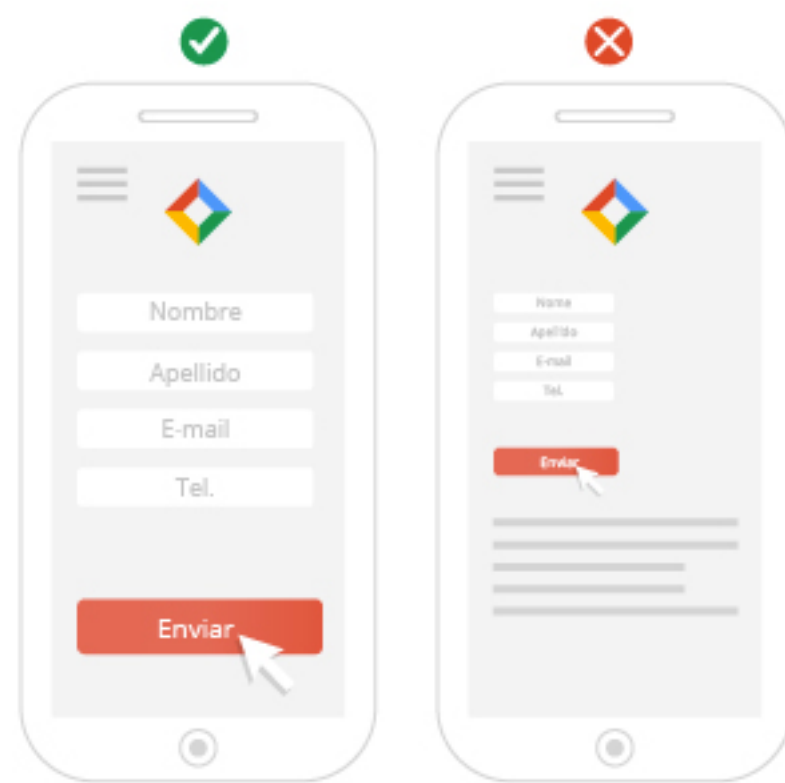 Nombre
Apellido
E-mail
Tel.
Enviar
Nome
Apellido
E-mail
Tel.
Enviar